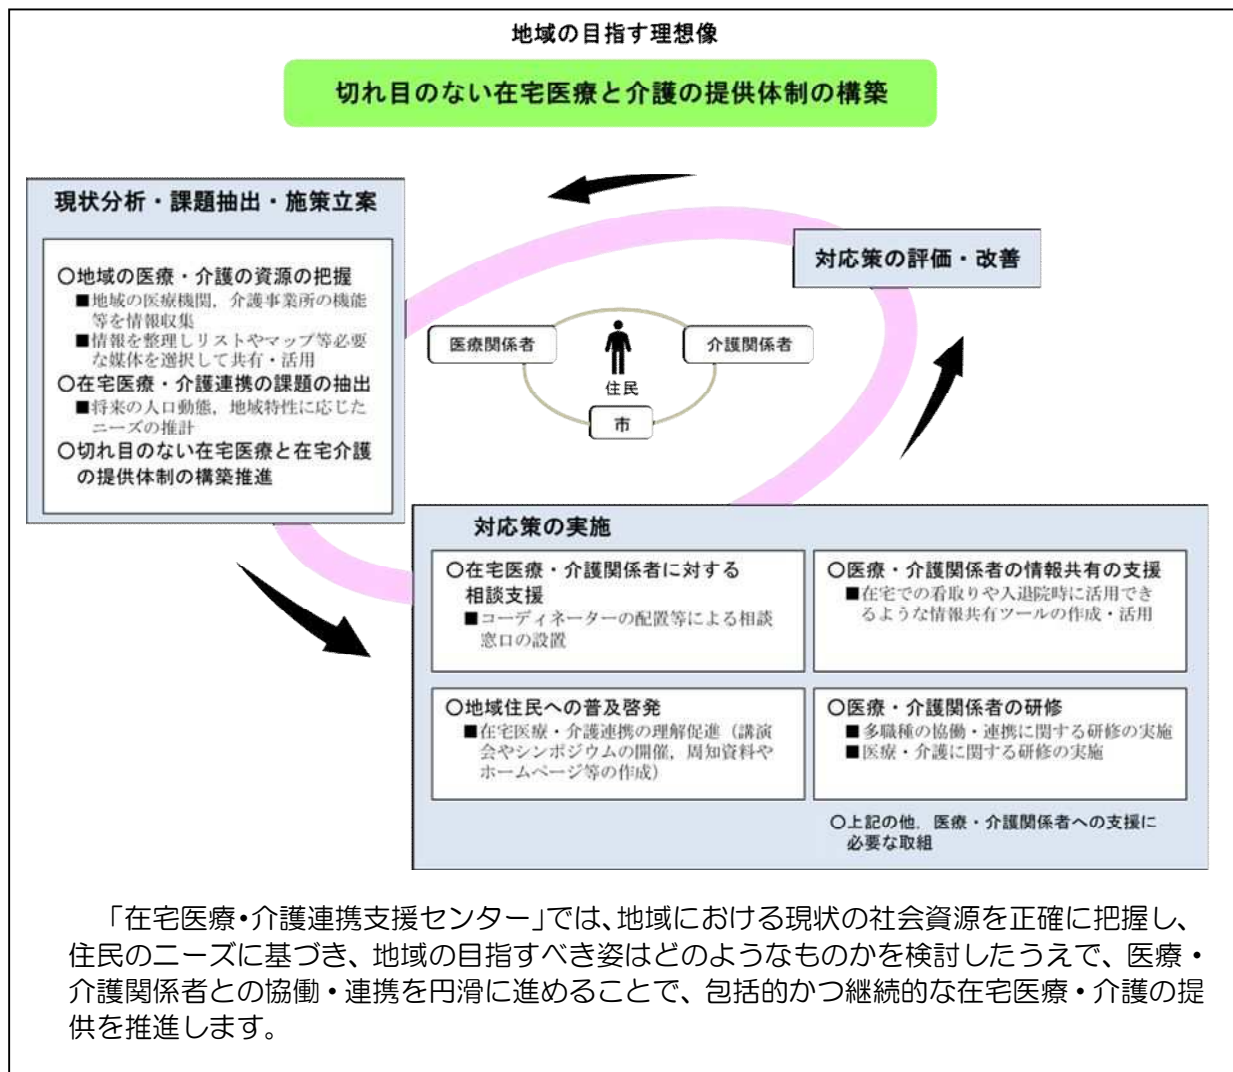 地域の目指す理想像
切れ目のない在宅医療と介護の提供体制の構築
現状分析・課題抽出・施策立案
○地域の医療・介護の資源の把握
■地域の医療機関，介護事業所の機能
等を情報収集
■情報を整理しリストやマップ等必要
な媒体を選択して共有・活用
○在宅医療・介護連携の課題の抽出
■将来の人口動態，地域特性に応じた
ニーズの推計
○切れ目のない在宅医療と在宅介護
の提供体制の構築推進
対応策の評価・改善
医療関係者
介護関係者
住民
市
対応策の実施
○在宅医療・介護関係者に対する
相談支援
■コーディネーターの配置等による相談
窓口の設置
○医療・介護関係者の情報共有の支援
■在宅での看取りや入退院時に活用でき
るような情報共有ツールの作成・活用
○地域住民への普及啓発
■在宅医療・介護連携の理解促進（講演
会やシンポジウムの開催，周知資料や
ホームページ等の作成）
○医療・介護関係者の研修
■多職種の協働・連携に関する研修の実施
■医療・介護に関する研修の実施
○上記の他，医療・介護関係者への支援に
必要な取組
「在宅医療・介護連携支援センター」では、地域における現状の社会資源を正確に把握し、
住民のニーズに基づき、地域の目指すべき姿はどのようなものかを検討したうえで、医療・
介護関係者との協働・連携を円滑に進めることで、包括的かつ継続的な在宅医療・介護の提
供を推進します。